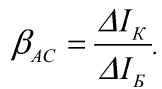 β_AC = ΔI_К / ΔI_Б.